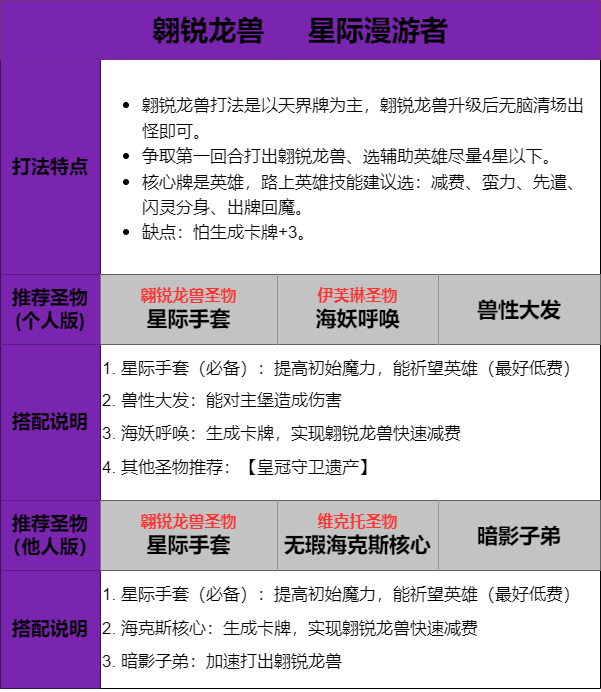 翱锐龙兽 星际漫游者
打法特点
翱锐龙兽打法是以天界牌为主，翱锐龙兽升级后无脑清场出
怪即可。
争取第一回合打出翱锐龙兽、选辅助英雄尽量4星以下。
核心牌是英雄，路上英雄技能建议选：减费、蛮力、先遣、
闪灵分身、出牌回魔。
缺点：怕生成卡牌+3。
推荐圣物
(个人版)
翱锐龙兽圣物
星际手套
伊芙琳圣物
海妖呼唤
兽性大发
搭配说明
1. 星际手套（必备）：提高初始魔力，能祈望英雄（最好低费）
2. 兽性大发：能对主堡造成伤害
3. 海妖呼唤：生成卡牌，实现翱锐龙兽快速减费
4. 其他圣物推荐：【皇冠守卫遗产】
推荐圣物
（他人版）
翱锐龙兽圣物
星际手套
维克托圣物
无瑕海克斯核心
暗影子弟
搭配说明
1. 星际手套（必备）：提高初始魔力，能祈望英雄（最好低费）
2. 海克斯核心：生成卡牌，实现翱锐龙兽快速减费
3. 暗影子弟：加速打出翱锐龙兽